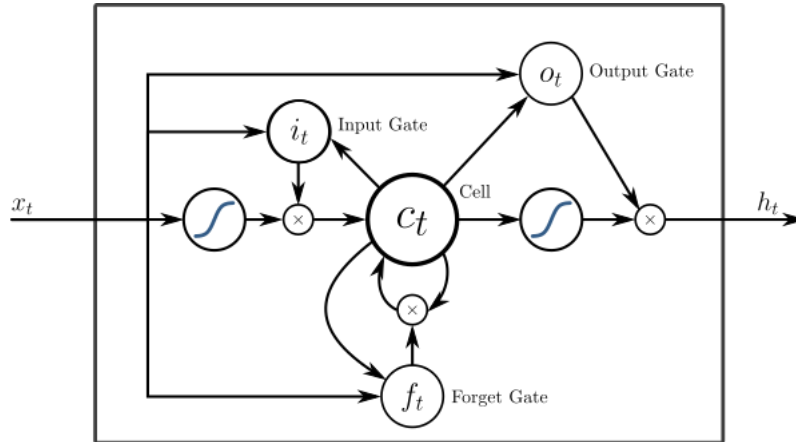 o_t Output Gate
i_t Input Gate
x_t
Cell
h_t
c_t
×
×
×
f_t Forget Gate